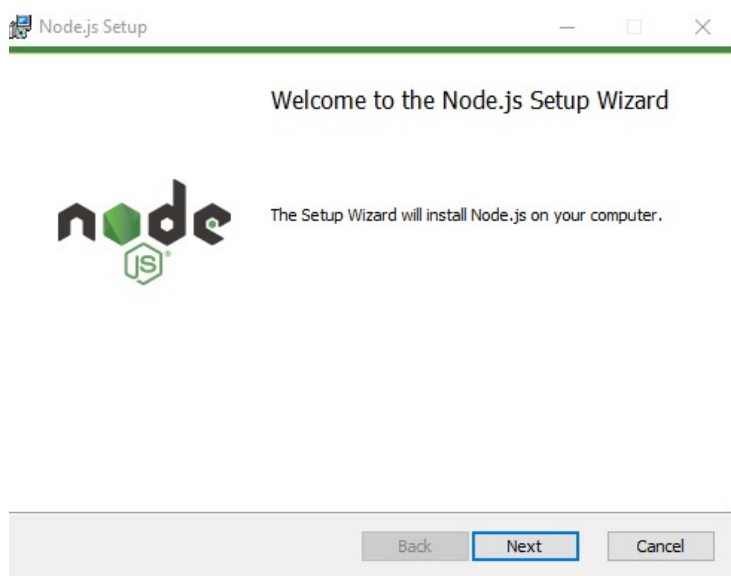 Node.js Setup
Welcome to the Node.js Setup Wizard
node
JS
The Setup Wizard will install Node.js on your computer.
Back
Next
Cancel